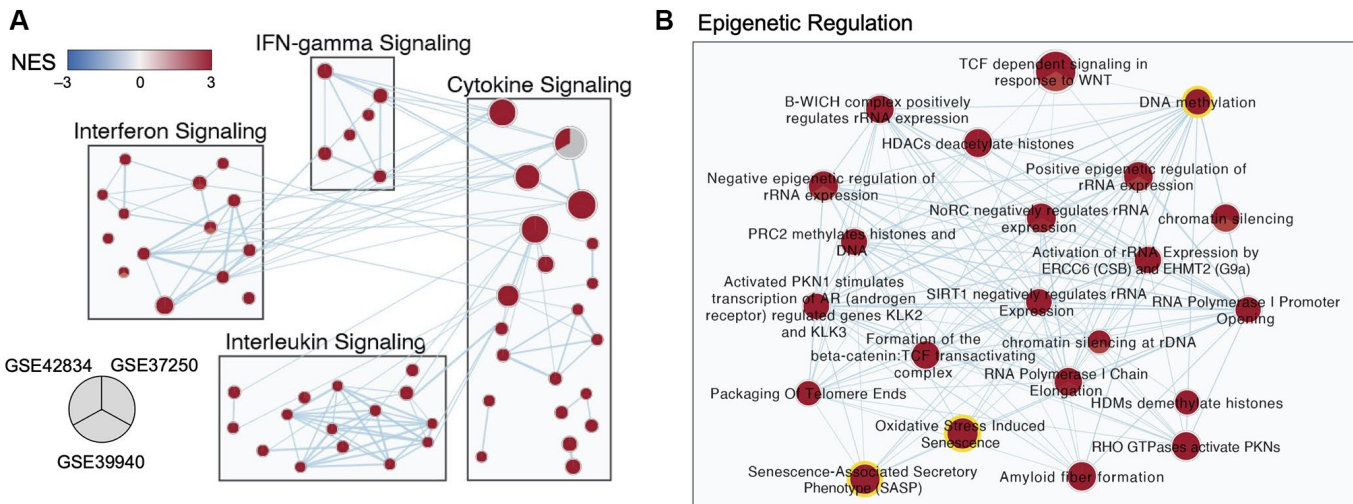 A
NES
−3
0
3
IFN-gamma Signaling
Cytokine Signaling
Interferon Signaling
Interleukin Signaling
GSE42834
GSE37250
GSE39940
B
Epigenetic Regulation
TCF dependent signaling in
response to WNT
DNA methylation
B-WICH complex positively
regulates rRNA expression
HDACs deacetylate histones
Negative epigenetic regulation of
rRNA expression
Positive epigenetic regulation of
rRNA expression
NoRC negatively regulates rRNA
expression
chromatin silencing
PRC2 methylates histones and
DNA
Activation of rRNA Expression by
ERCC6 (CSB) and EHMT2 (G9a)
Activated PKN1 stimulates
transcription of AR (androgen
receptor) regulated genes KLK2
and KLK3
SIRT1 negatively regulates rRNA
Expression
RNA Polymerase I Promoter
Opening
Formation of the
beta-catenin:TCF transactivating
complex
chromatin silencing at rDNA
RNA Polymerase I Chain
Elongation
Packaging Of Telomere Ends
HDMs demethylate histones
Oxidative Stress Induced
Senescence
RHO GTPases activate PKNs
Senescence-Associated Secretory
Phenotype (SASP)
Amyloid fiber formation